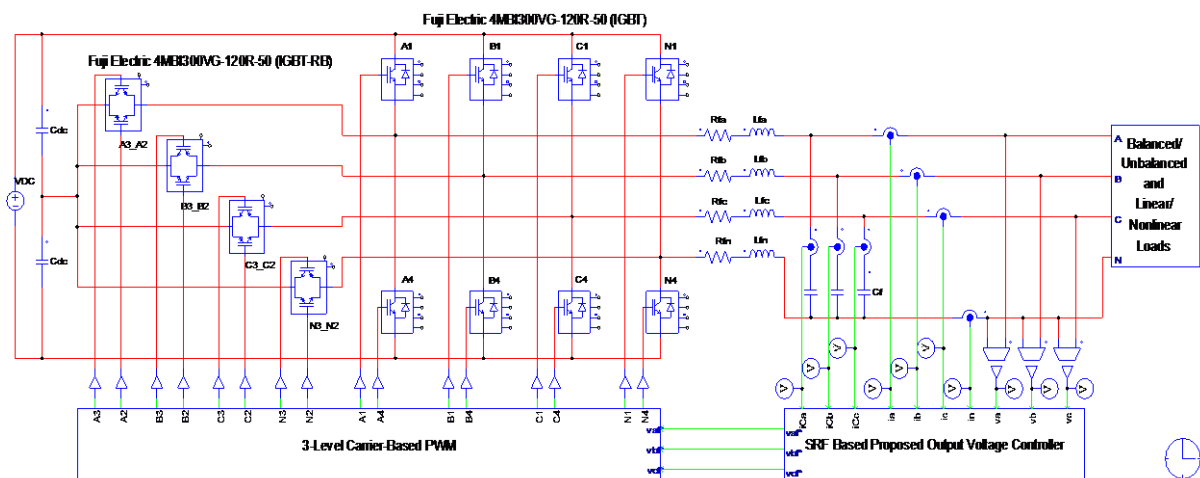 Fuji Electric 4MBI300VG-120R-50 (IGBT)
Fuji Electric 4MBI300VG-120R-50 (IGBT-RB)
A1
B1
C1
N1
Cdc
A3_A2
Rfa
Lfa
A
Balanced/
Unbalanced
and
Linear/
Nonlinear
Loads
B3_B2
Rfb
Lfb
B
VDC
Rfc
Lfc
C
Cdc
C3_C2
Rfn
Lfn
N
N3_N2
A4
B4
C4
N4
Cf
V
V
V
V
V
V
V
V
V
V
A3
A2
B3
B2
C3
C2
N3
N2
A1
A4
B1
B4
C1
C4
N1
N4
iCa
iCb
iCc
ia
ib
ic
in
va
vb
3-Level Carrier-Based PWM
SRF Based Proposed Output Voltage Controller